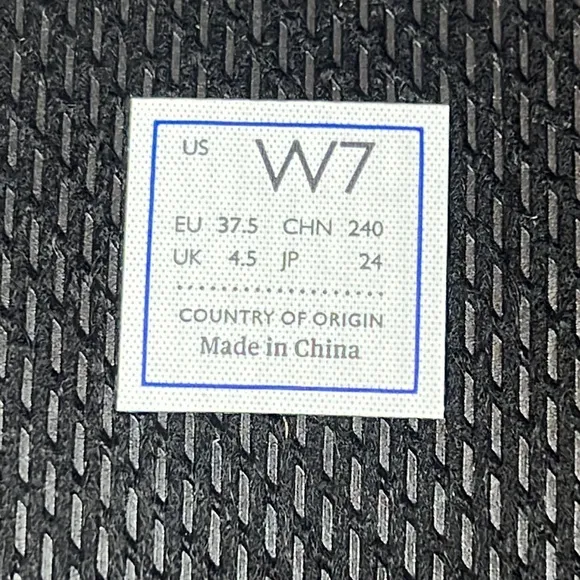 US W7
EU 37.5 CHN 240
UK 4.5 JP 24
COUNTRY OF ORIGIN
Made in China